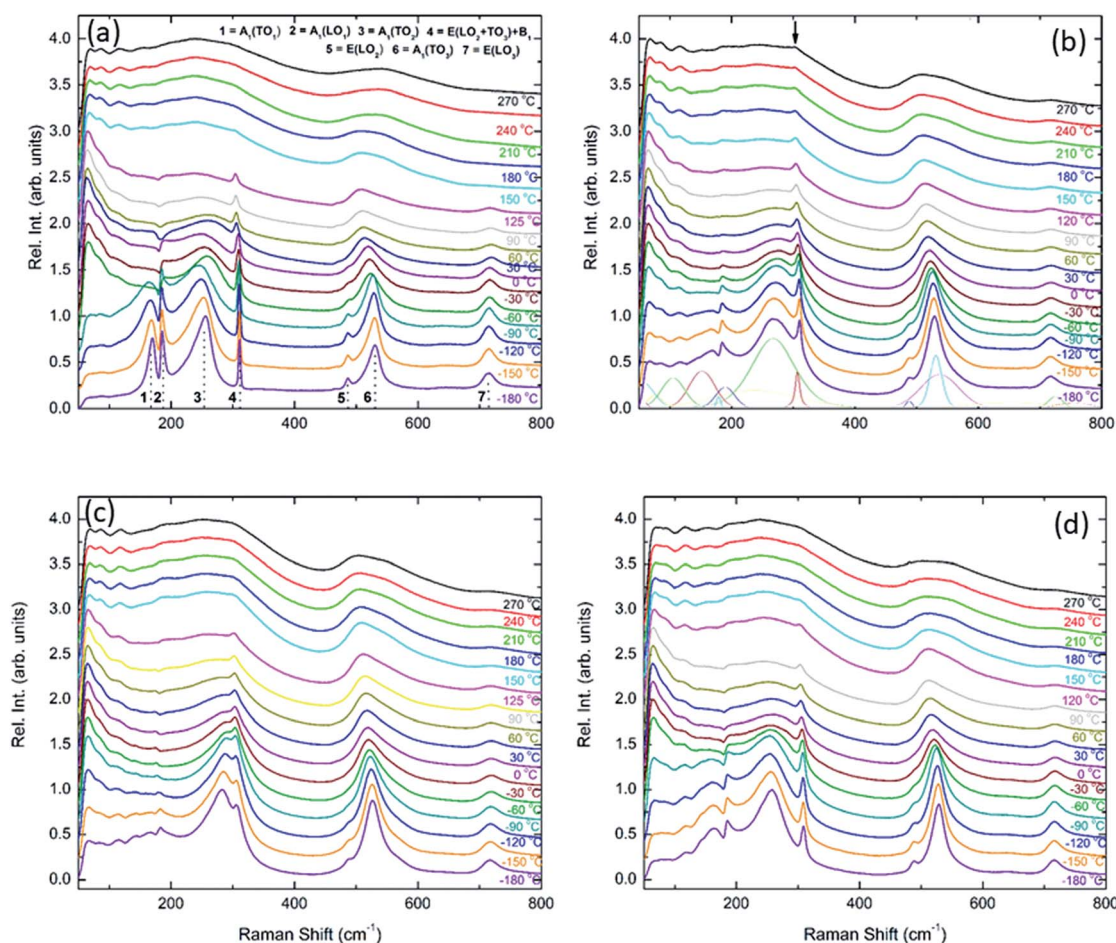 (a)
1 = A₁(TO₁) 2 = A₁(LO₁) 3 = A₁(TO₂) 4 = E(LO₂+TO₃)+B₁
5 = E(LO₂) 6 = A₁(TO₃) 7 = E(LO₃)
4.0
3.5
3.0
2.5
2.0
1.5
1.0
0.5
0.0
Rel. Int. (arb. units)
270 °C
240 °C
210 °C
180 °C
150 °C
125 °C
90 °C
60 °C
30 °C
0 °C
-30 °C
-60 °C
-90 °C
-120 °C
-150 °C
-180 °C
1 2 3 4 5 6 7
200 400 600 800
(b)
4.0
3.5
3.0
2.5
2.0
1.5
1.0
0.5
0.0
Rel. Int. (arb. units)
270 °C
240 °C
210 °C
180 °C
150 °C
120 °C
90 °C
60 °C
30 °C
0 °C
-30 °C
-60 °C
-90 °C
-120 °C
-150 °C
-180 °C
200 400 600 800
(c)
4.0
3.5
3.0
2.5
2.0
1.5
1.0
0.5
0.0
Rel. Int. (arb. units)
270 °C
240 °C
210 °C
180 °C
150 °C
125 °C
90 °C
60 °C
30 °C
0 °C
-30 °C
-60 °C
-90 °C
-120 °C
-150 °C
-180 °C
200 400 600 800
Raman Shift (cm⁻¹)
(d)
4.0
3.5
3.0
2.5
2.0
1.5
1.0
0.5
0.0
Rel. Int. (arb. units)
270 °C
240 °C
210 °C
180 °C
150 °C
120 °C
90 °C
60 °C
30 °C
0 °C
-30 °C
-60 °C
-90 °C
-120 °C
-150 °C
-180 °C
200 400 600 800
Raman Shift (cm⁻¹)